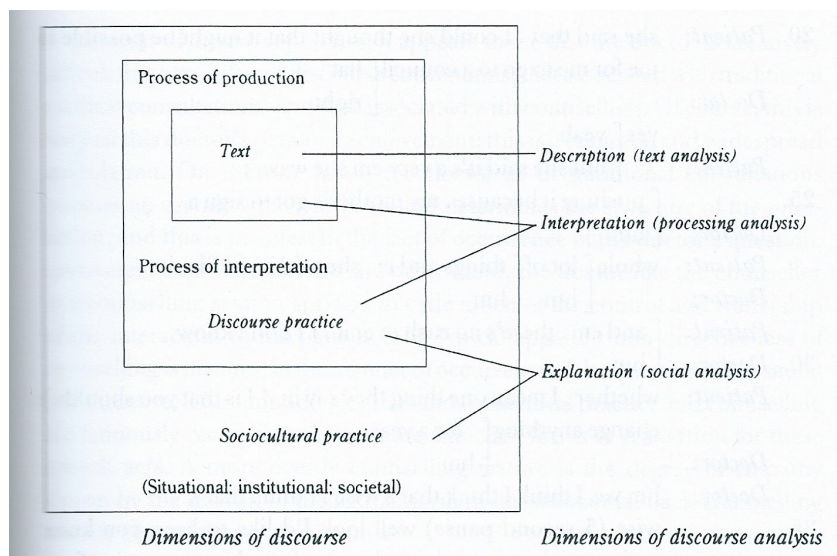 Process of production
Text
Description (text analysis)
Interpretation (processing analysis)
Process of interpretation
Discourse practice
Explanation (social analysis)
Sociocultural practice
(Situational; institutional; societal)
Dimensions of discourse
Dimensions of discourse analysis